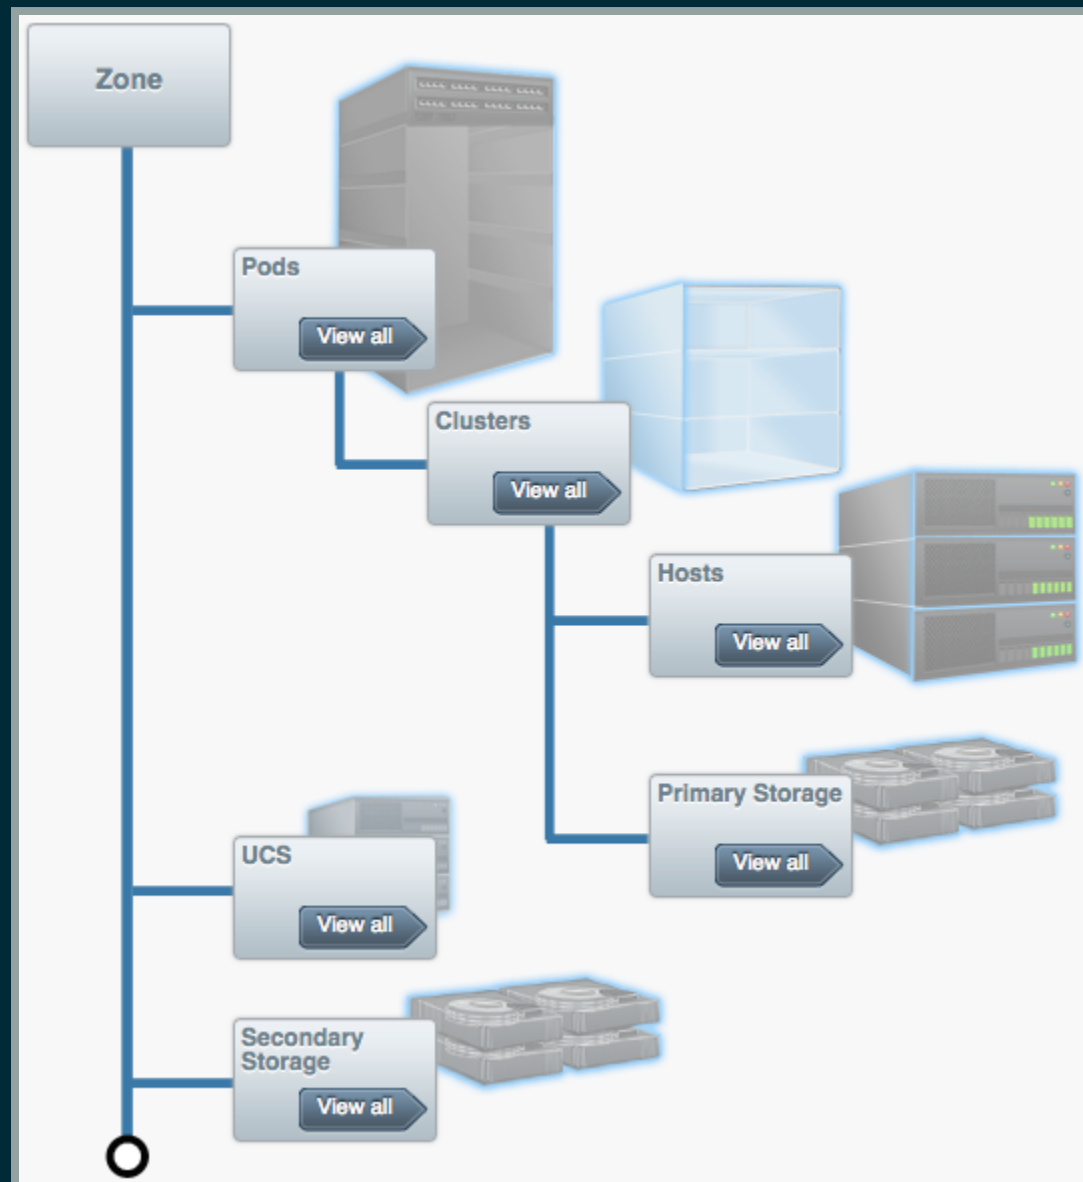 Zone
Pods
View all
Clusters
View all
Hosts
View all
Primary Storage
View all
UCS
View all
Secondary
Storage
View all